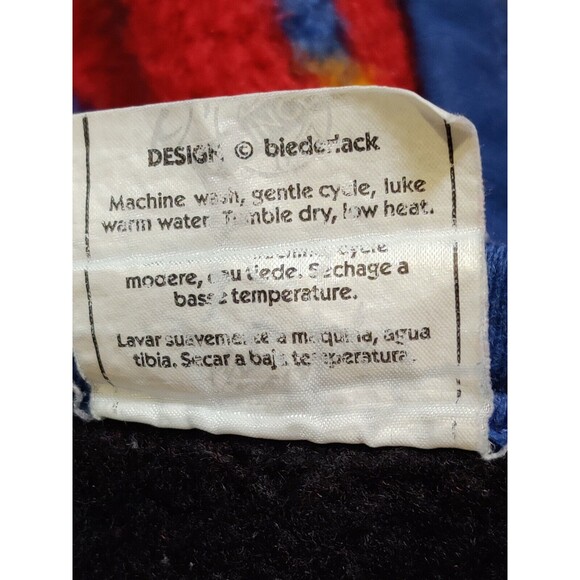 DESIGN © biederlack
Machine wash, gentle cycle, luke
warm water. Tumble dry, low heat.
cycle
modere, eau tiede. Sechage a
basse temperature.
Lavar suavemente a maquina, agua
tibia. Secar a baja temperatura.